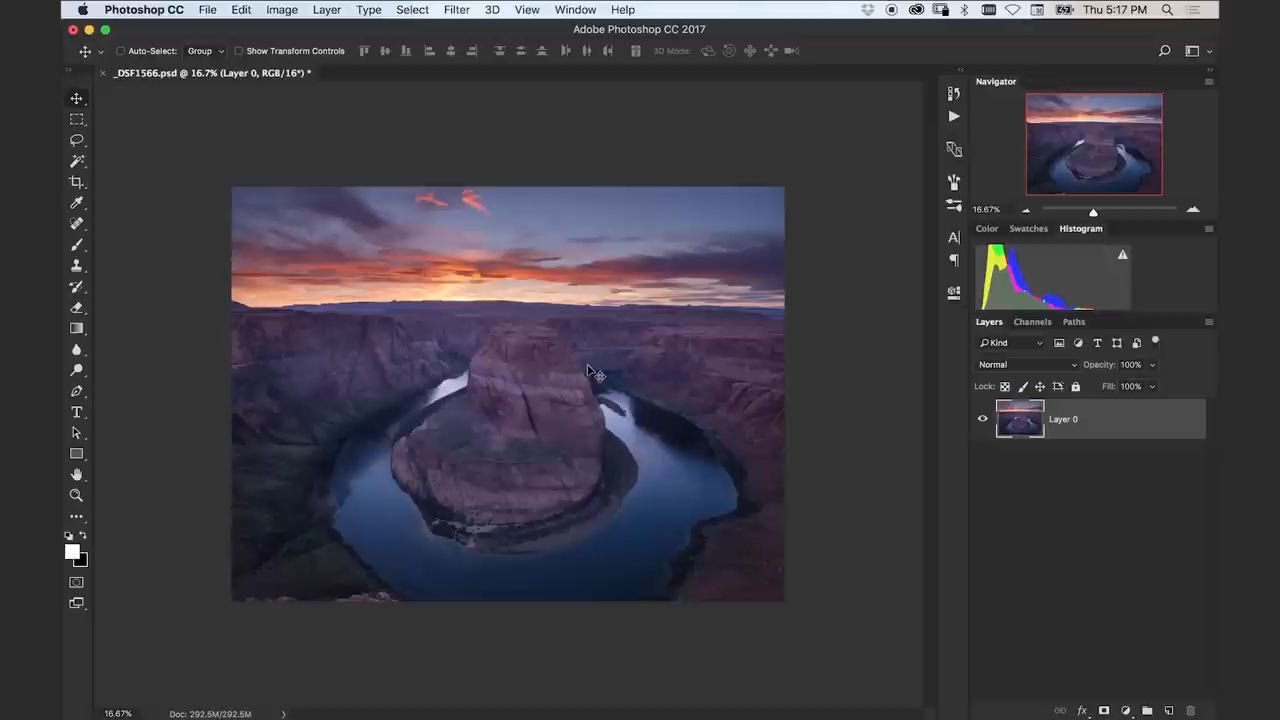 Photoshop CC File Edit Image Layer Type Select Filter 3D View Window Help Thu 5:17 PM
Adobe Photoshop CC 2017
Auto-Select: Group Show Transform Controls 3D Mode:
× _DSF1566.psd @ 16.7% (Layer 0, RGB/16*) *
Navigator
16.67%
Color Swatches Histogram
Layers Channels Paths
Kind
Normal Opacity: 100%
Lock: Fill: 100%
Layer 0
16.67% Doc: 292.5M/292.5M